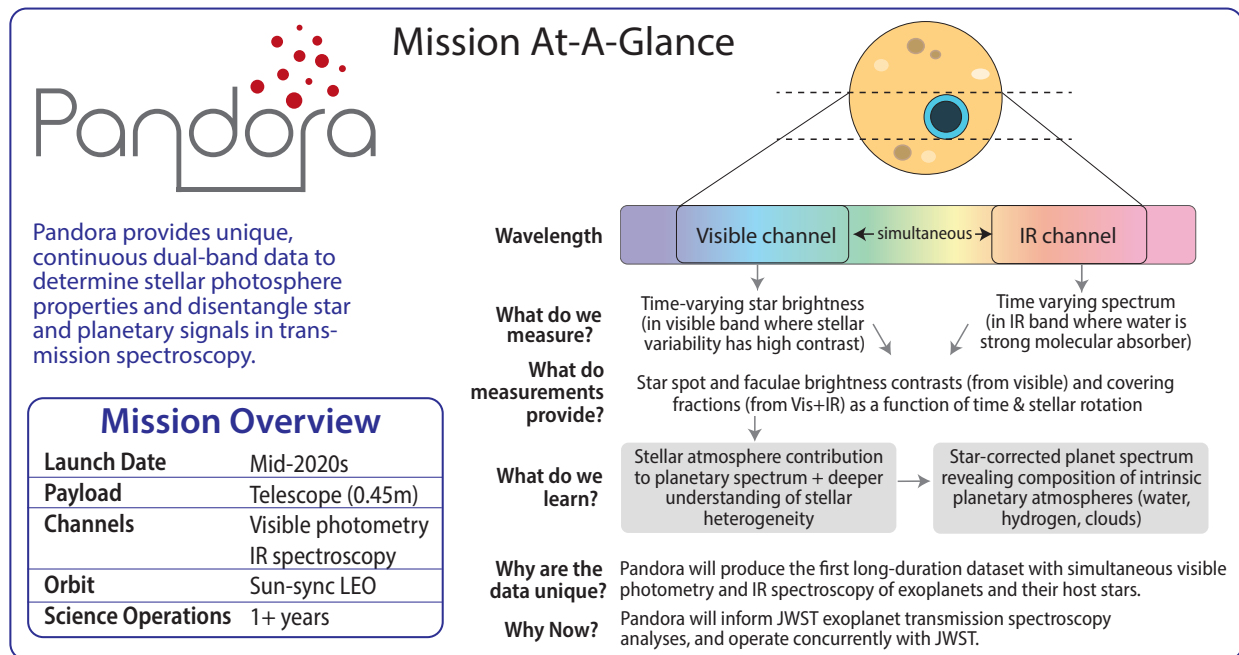 Mission At-A-Glance
Pandora
Pandora provides unique,
continuous dual-band data to
determine stellar photosphere
properties and disentangle star
and planetary signals in trans-
mission spectroscopy.
Mission Overview
Launch Date Mid-2020s
Payload Telescope (0.45m)
Channels Visible photometry
IR spectroscopy
Orbit Sun-sync LEO
Science Operations 1+ years
Wavelength
Visible channel
simultaneous
IR channel
What do we
measure?
Time-varying star brightness
(in visible band where stellar
variability has high contrast)
Time varying spectrum
(in IR band where water is
strong molecular absorber)
What do
measurements
provide?
Star spot and faculae brightness contrasts (from visible) and covering
fractions (from Vis+IR) as a function of time & stellar rotation
What do we
learn?
Stellar atmosphere contribution
to planetary spectrum + deeper
understanding of stellar
heterogeneity
Star-corrected planet spectrum
revealing composition of intrinsic
planetary atmospheres (water,
hydrogen, clouds)
Why are the
data unique?
Pandora will produce the first long-duration dataset with simultaneous visible
photometry and IR spectroscopy of exoplanets and their host stars.
Why Now?
Pandora will inform JWST exoplanet transmission spectroscopy
analyses, and operate concurrently with JWST.